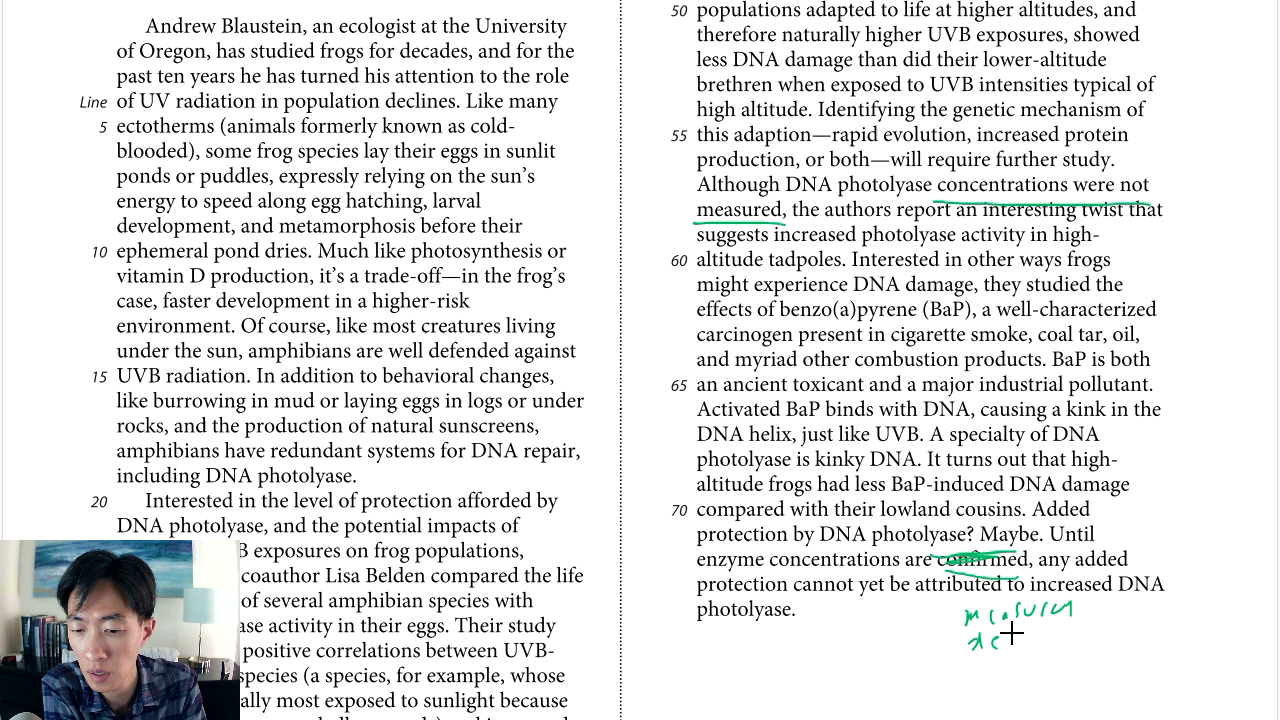 Andrew Blaustein, an ecologist at the University
of Oregon, has studied frogs for decades, and for the
past ten years he has turned his attention to the role
Line of UV radiation in population declines. Like many
5 ectotherms (animals formerly known as cold-
blooded), some frog species lay their eggs in sunlit
ponds or puddles, expressly relying on the sun's
energy to speed along egg hatching, larval
development, and metamorphosis before their
10 ephemeral pond dries. Much like photosynthesis or
vitamin D production, it's a trade-off—in the frog's
case, faster development in a higher-risk
environment. Of course, like most creatures living
under the sun, amphibians are well defended against
15 UVB radiation. In addition to behavioral changes,
like burrowing in mud or laying eggs in logs or under
rocks, and the production of natural sunscreens,
amphibians have redundant systems for DNA repair,
including DNA photolyase.
20 Interested in the level of protection afforded by
DNA photolyase, and the potential impacts of
B exposures on frog populations,
coauthor Lisa Belden compared the life
of several amphibian species with
ase activity in their eggs. Their study
positive correlations between UVB-
species (a species, for example, whose
ally most exposed to sunlight because
50 populations adapted to life at higher altitudes, and
therefore naturally higher UVB exposures, showed
less DNA damage than did their lower-altitude
brethren when exposed to UVB intensities typical of
high altitude. Identifying the genetic mechanism of
55 this adaption—rapid evolution, increased protein
production, or both—will require further study.
Although DNA photolyase concentrations were not
measured, the authors report an interesting twist that
suggests increased photolyase activity in high-
60 altitude tadpoles. Interested in other ways frogs
might experience DNA damage, they studied the
effects of benzo(a)pyrene (BaP), a well-characterized
carcinogen present in cigarette smoke, coal tar, oil,
and myriad other combustion products. BaP is both
65 an ancient toxicant and a major industrial pollutant.
Activated BaP binds with DNA, causing a kink in the
DNA helix, just like UVB. A specialty of DNA
photolyase is kinky DNA. It turns out that high-
altitude frogs had less BaP-induced DNA damage
70 compared with their lowland cousins. Added
protection by DNA photolyase? Maybe. Until
enzyme concentrations are confirmed, any added
protection cannot yet be attributed to increased DNA
photolyase.